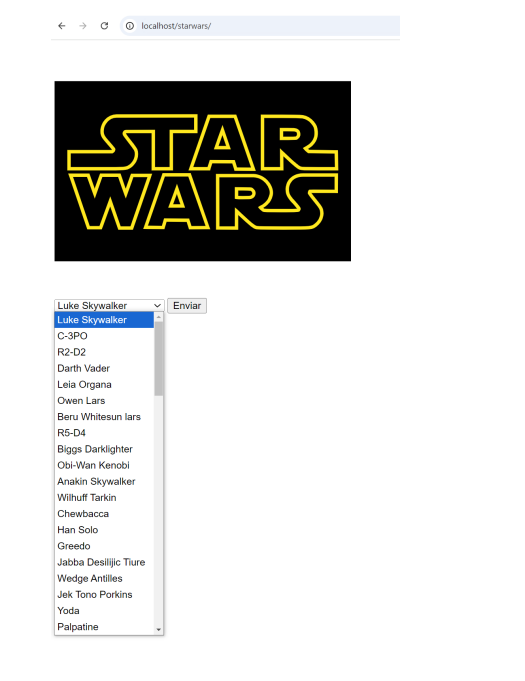 localhost/starwars/
STAR
WARS
Luke Skywalker Enviar
Luke Skywalker
C-3PO
R2-D2
Darth Vader
Leia Organa
Owen Lars
Beru Whitesun lars
R5-D4
Biggs Darklighter
Obi-Wan Kenobi
Anakin Skywalker
Wilhuff Tarkin
Chewbacca
Han Solo
Greedo
Jabba Desilijic Tiure
Wedge Antilles
Jek Tono Porkins
Yoda
Palpatine